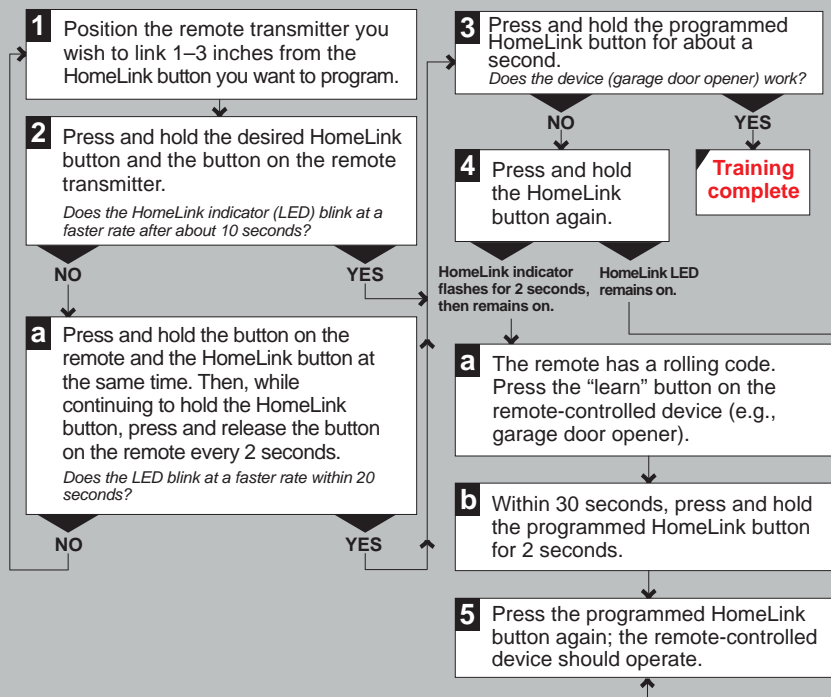 1 Position the remote transmitter you
wish to link 1–3 inches from the
HomeLink button you want to program.
2 Press and hold the desired HomeLink
button and the button on the remote
transmitter.
Does the HomeLink indicator (LED) blink at a
faster rate after about 10 seconds?
NO YES
a Press and hold the button on the
remote and the HomeLink button at
the same time. Then, while
continuing to hold the HomeLink
button, press and release the button
on the remote every 2 seconds.
Does the LED blink at a faster rate within 20
seconds?
NO YES
3 Press and hold the programmed
HomeLink button for about a
second.
Does the device (garage door opener) work?
NO YES
4 Press and hold
the HomeLink
button again.
Training
complete
HomeLink indicator
flashes for 2 seconds,
then remains on.
HomeLink LED
remains on.
a The remote has a rolling code.
Press the “learn” button on the
remote-controlled device (e.g.,
garage door opener).
b Within 30 seconds, press and hold
the programmed HomeLink button
for 2 seconds.
5 Press the programmed HomeLink
button again; the remote-controlled
device should operate.